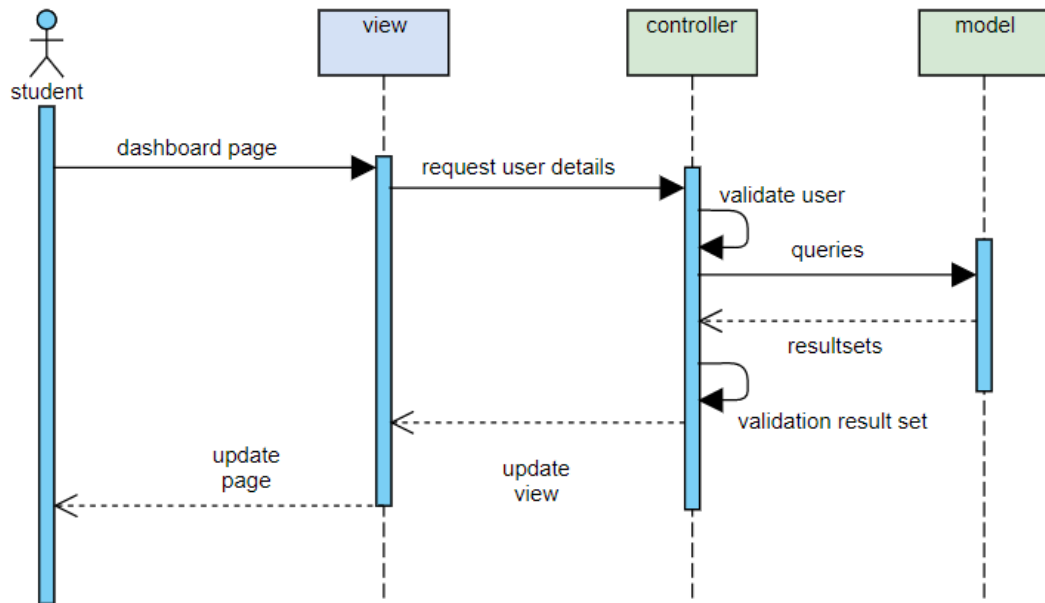 view
controller
model
student
dashboard page
request user details
validate user
queries
resultsets
validation result set
update
view
update
page